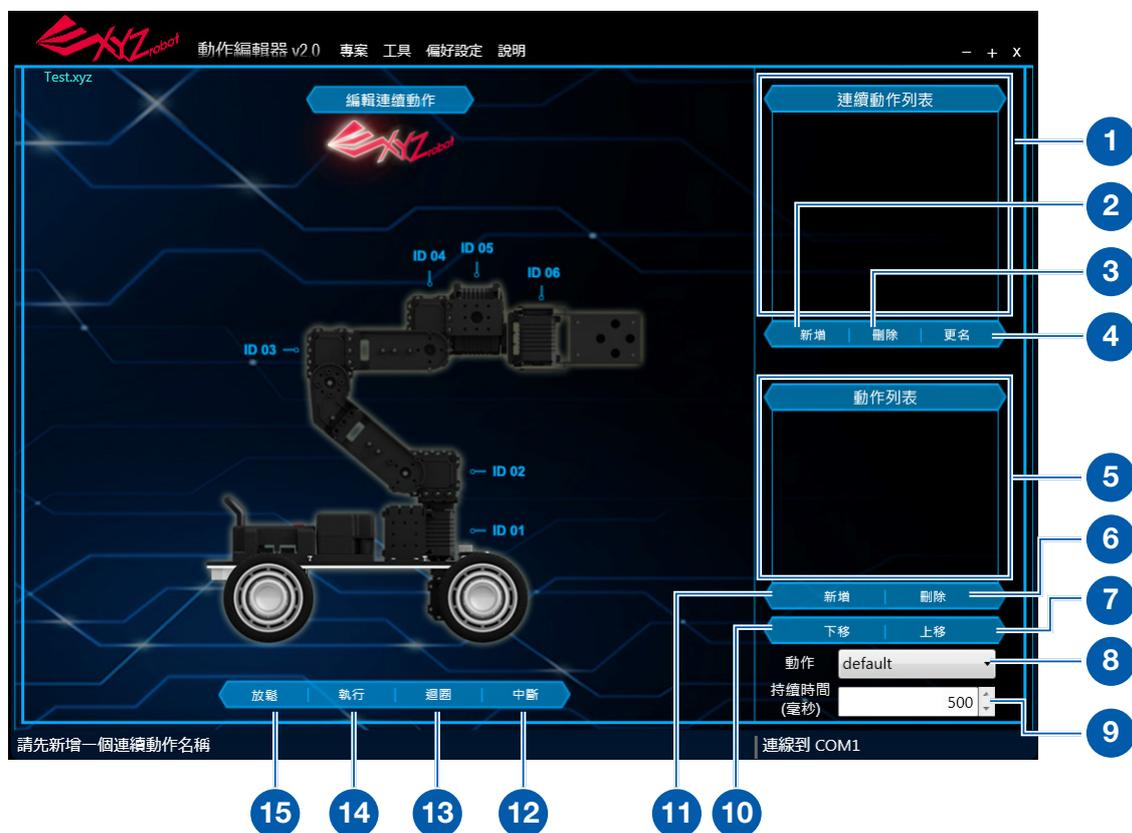 XYZrobot 動作編輯器 v2.0 專案 工具 偏好設定 說明 − + x
Test.xyz
編輯連續動作
XYZrobot
連續動作列表
1
2
3
新增 刪除 更名
4
ID 04
ID 05
ID 06
ID 03
ID 02
ID 01
動作列表
5
6
新增 刪除
7
下移 上移
動作 default
8
持續時間
(毫秒)
500
9
放鬆 執行 迴圈 中斷
請先新增一個連續動作名稱
連線到 COM1
15 14 13 12 11 10